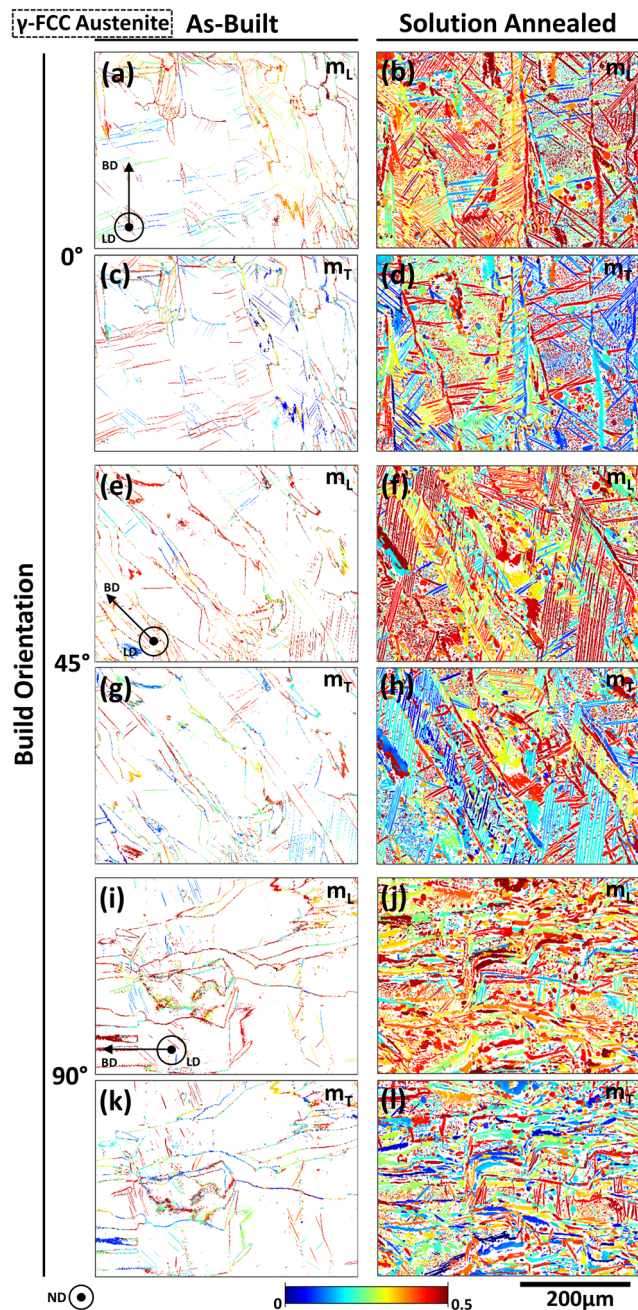 γ-FCC Austenite As-Built Solution Annealed
(a) mL (b) mL
BD
LD
0°
(c) mT (d) mT
(e) mL (f) mL
BD
LD
45°
(g) mT (h) mT
Build Orientation
(i) mL (j) mL
BD LD
90°
(k) mT (l) mT
ND 0 0.5 200µm